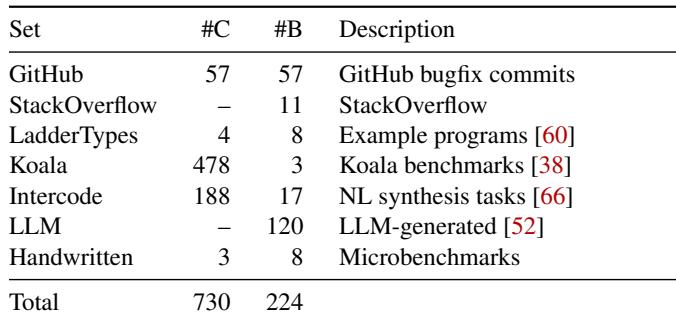 Set #C #B Description
GitHub 57 57 GitHub bugfix commits
StackOverflow – 11 StackOverflow
LadderTypes 4 8 Example programs [60]
Koala 478 3 Koala benchmarks [38]
Intercode 188 17 NL synthesis tasks [66]
LLM – 120 LLM-generated [52]
Handwritten 3 8 Microbenchmarks
Total 730 224